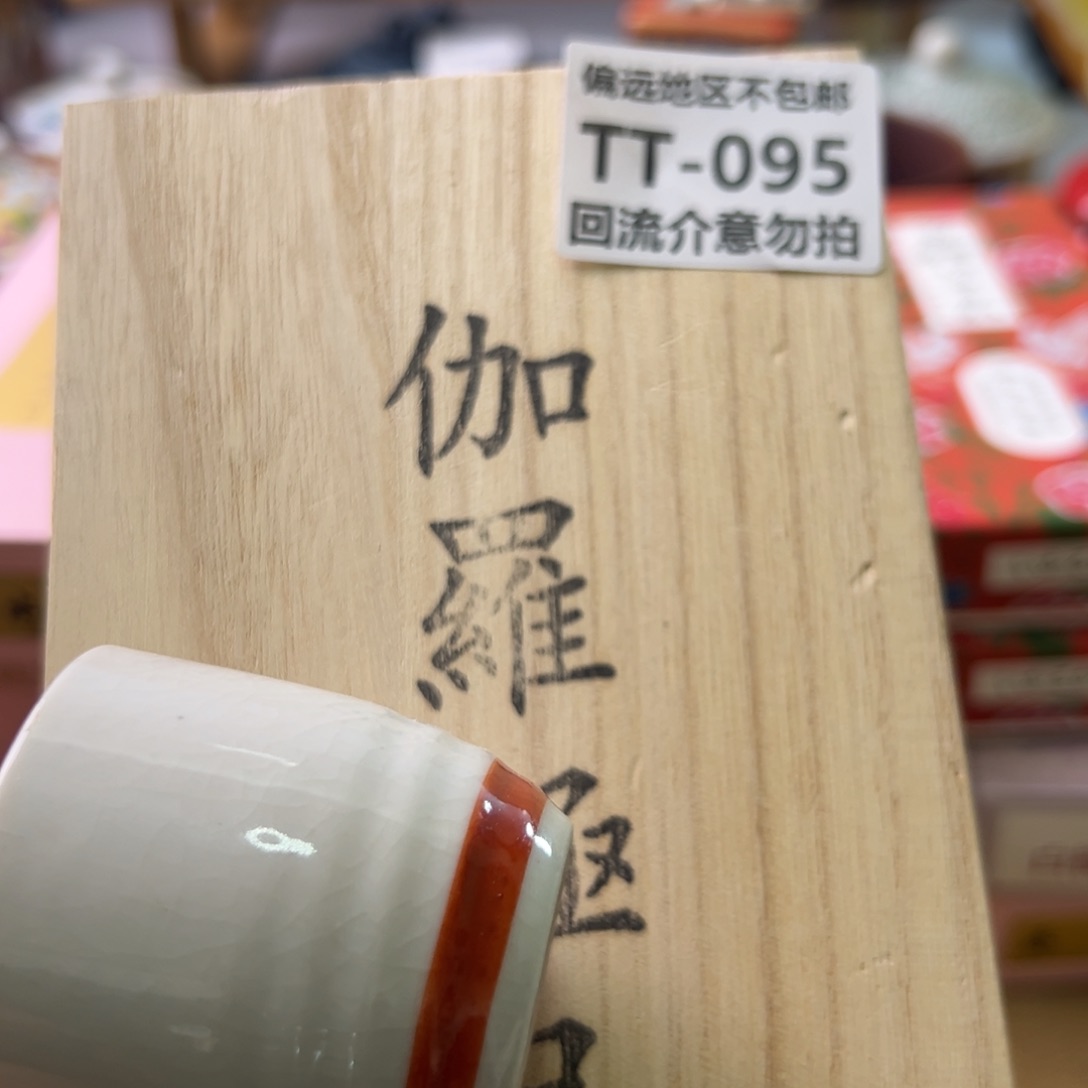 偏远地区不包邮
TT-095
回流介意勿拍
伽
羅